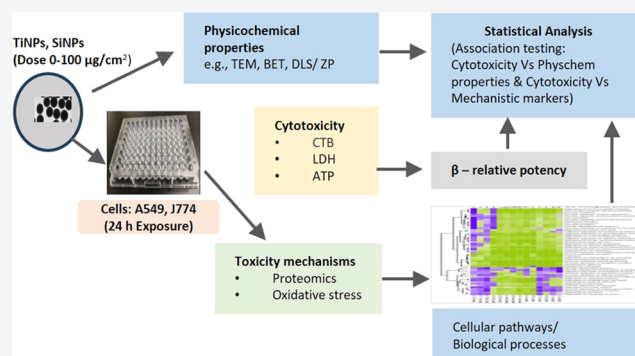 TiNPs, SiNPs
(Dose 0-100 µg/cm²)
Physicochemical
properties
e.g., TEM, BET, DLS/ ZP
Statistical Analysis
(Association testing:
Cytotoxicity Vs Physchem
properties & Cytotoxicity Vs
Mechanistic markers)
Cytotoxicity
• CTB
• LDH
• ATP
β – relative potency
Cells: A549, J774
(24 h Exposure)
Toxicity mechanisms
• Proteomics
• Oxidative stress
Cellular pathways/
Biological processes